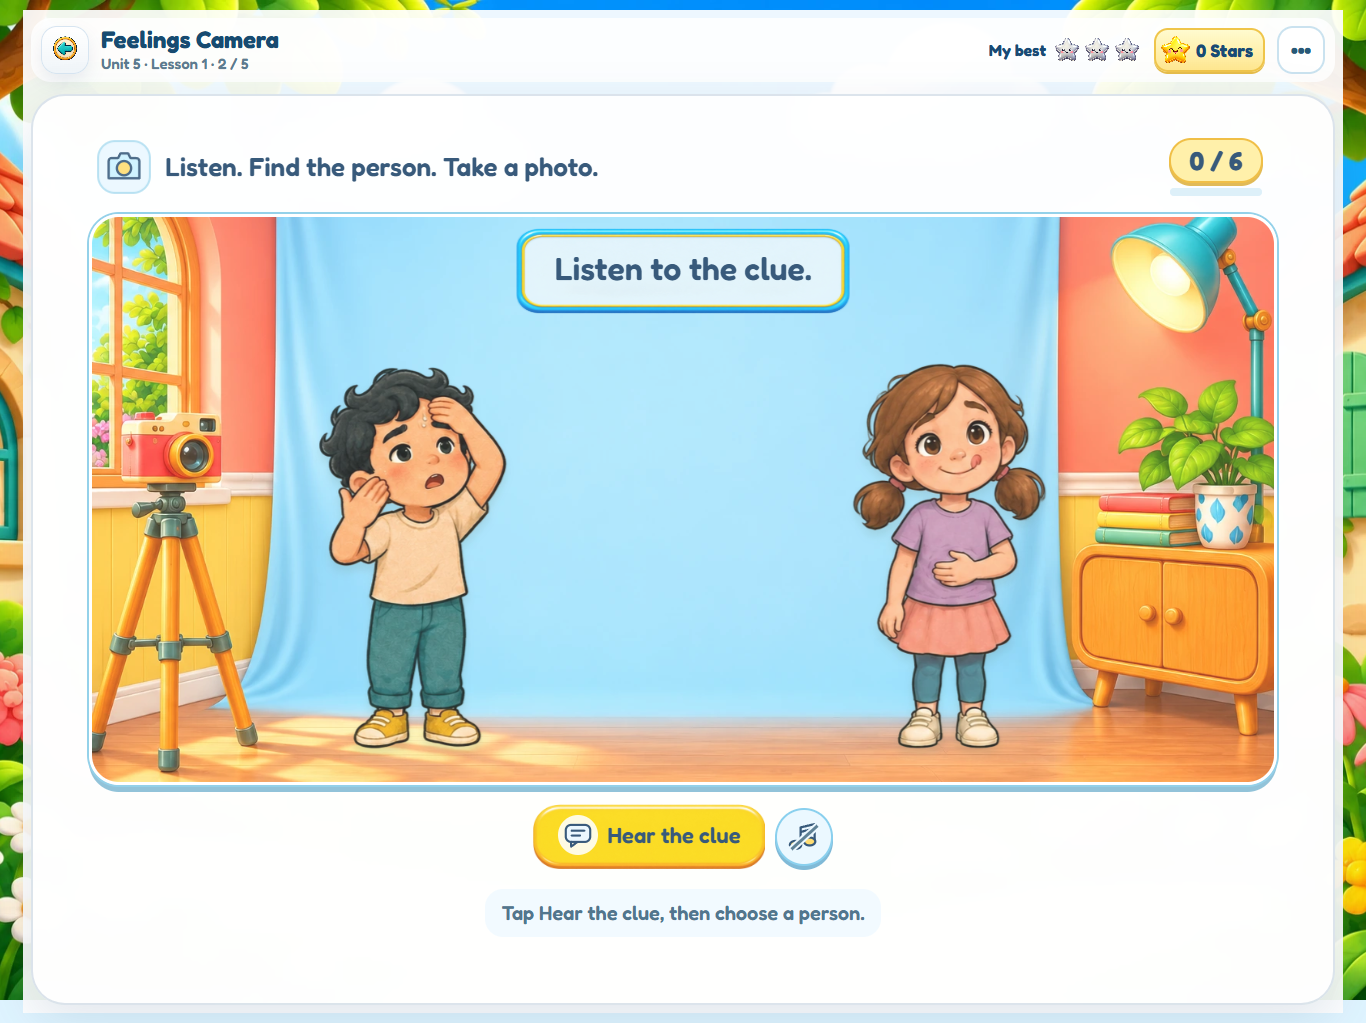 Feelings Camera
Unit 5 · Lesson 1 · 2 / 5
My best
0 Stars
Listen. Find the person. Take a photo.
0 / 6
Listen to the clue.
Hear the clue
Tap Hear the clue, then choose a person.